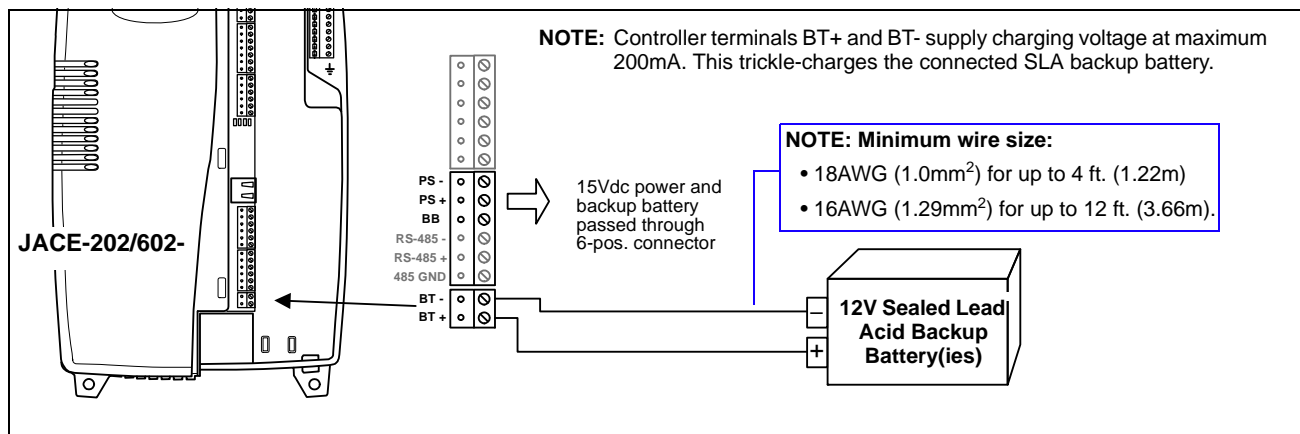 NOTE: Controller terminals BT+ and BT- supply charging voltage at maximum
200mA. This trickle-charges the connected SLA backup battery.
NOTE: Minimum wire size:
• 18AWG (1.0mm²) for up to 4 ft. (1.22m)
• 16AWG (1.29mm²) for up to 12 ft. (3.66m).
JACE-202/602-
PS -
PS +
BB
RS-485 -
RS-485 +
485 GND
BT -
BT +
15Vdc power and
backup battery
passed through
6-pos. connector
–
+
12V Sealed Lead
Acid Backup
Battery(ies)